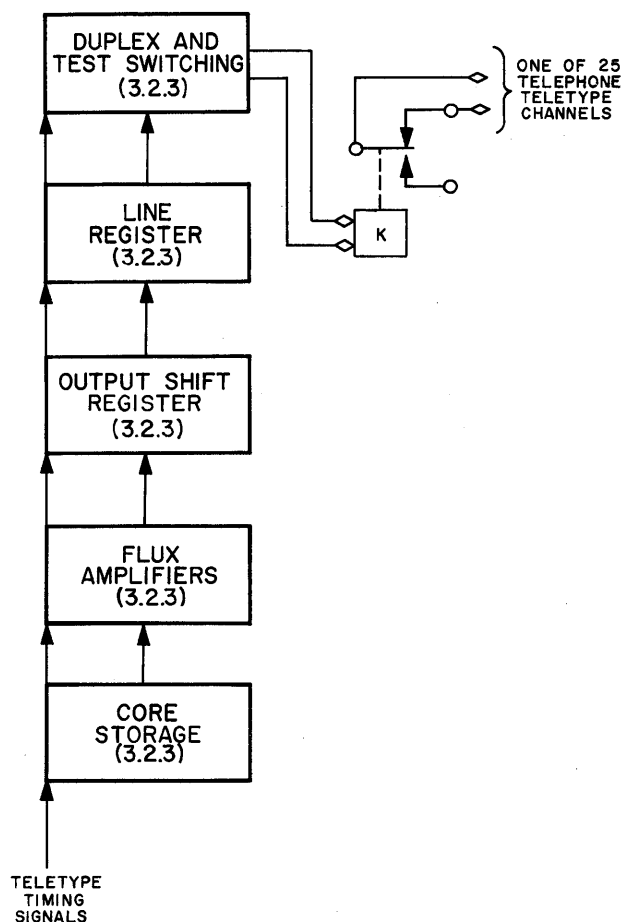 DUPLEX AND
TEST SWITCHING
(3.2.3)
ONE OF 25
TELEPHONE
TELETYPE
CHANNELS
LINE
REGISTER
(3.2.3)
K
OUTPUT SHIFT
REGISTER
(3.2.3)
FLUX
AMPLIFIERS
(3.2.3)
CORE
STORAGE
(3.2.3)
TELETYPE
TIMING
SIGNALS